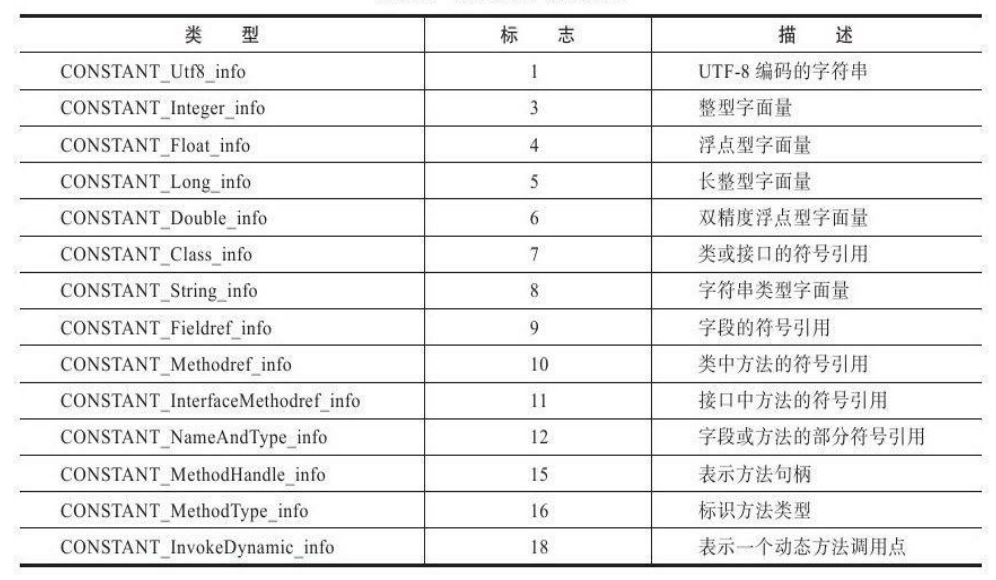 类 型 标 志 描 述
CONSTANT_Utf8_info 1 UTF-8 编码的字符串
CONSTANT_Integer_info 3 整型字面量
CONSTANT_Float_info 4 浮点型字面量
CONSTANT_Long_info 5 长整型字面量
CONSTANT_Double_info 6 双精度浮点型字面量
CONSTANT_Class_info 7 类或接口的符号引用
CONSTANT_String_info 8 字符串类型字面量
CONSTANT_Fieldref_info 9 字段的符号引用
CONSTANT_Methodref_info 10 类中方法的符号引用
CONSTANT_InterfaceMethodref_info 11 接口中方法的符号引用
CONSTANT_NameAndType_info 12 字段或方法的部分符号引用
CONSTANT_MethodHandle_info 15 表示方法句柄
CONSTANT_MethodType_info 16 标识方法类型
CONSTANT_InvokeDynamic_info 18 表示一个动态方法调用点